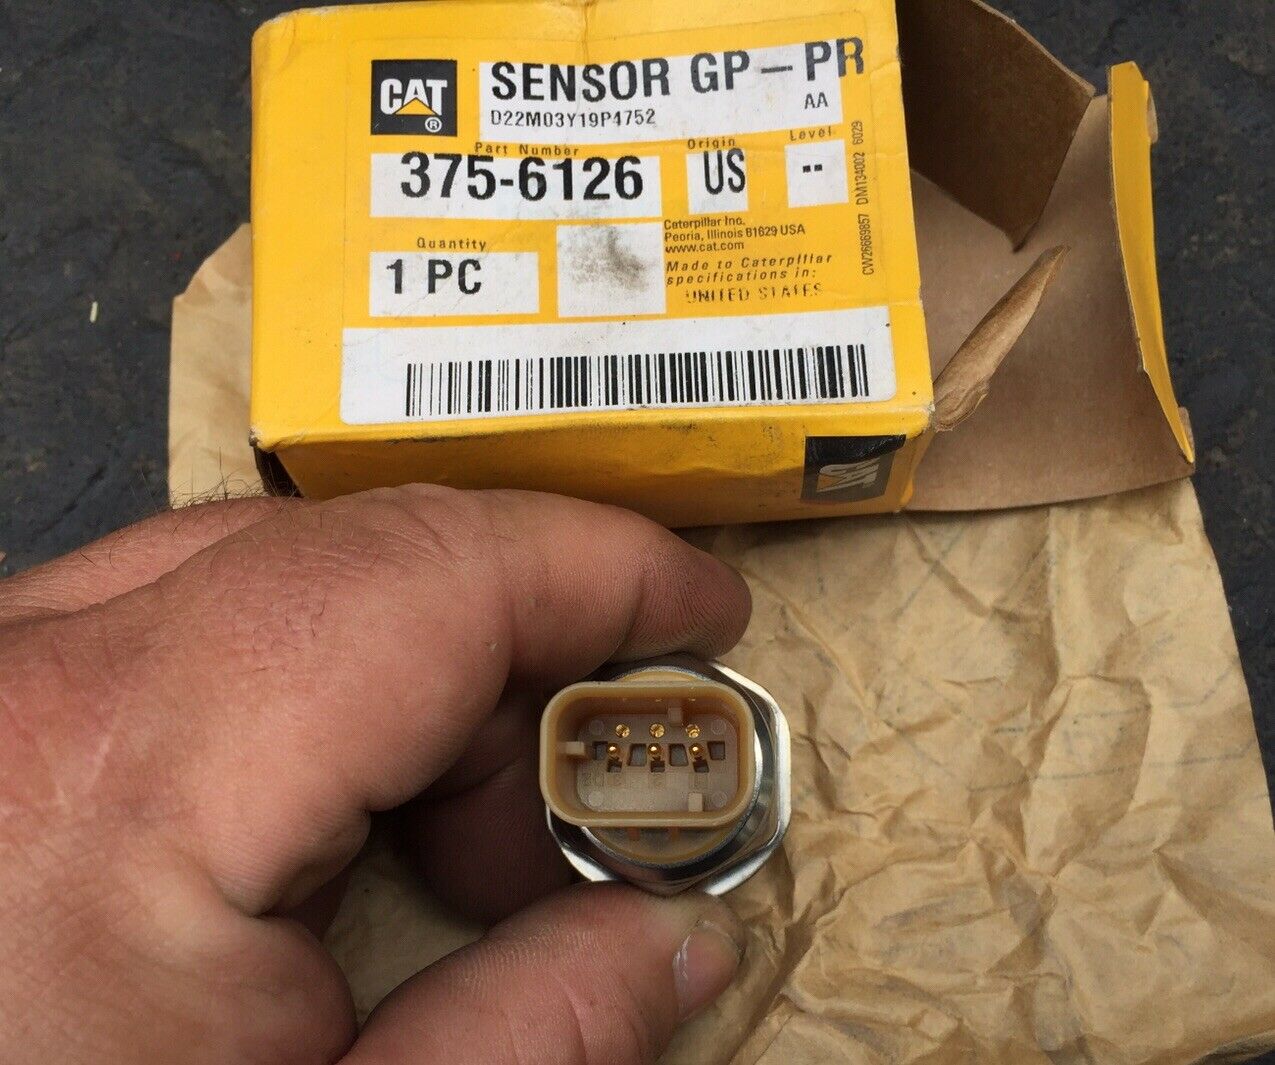 CAT
®
SENSOR GP – PR
D22M03Y19P4752
AA
Part Number
Origin
Level
375-6126
US
--
Quantity
1 PC
Caterpillar Inc.
Peoria, Illinois 61629 USA
www.cat.com
Made to Caterpillar
specifications in:
UNITED STATES
CW26669857 DM134002 6029
CAT